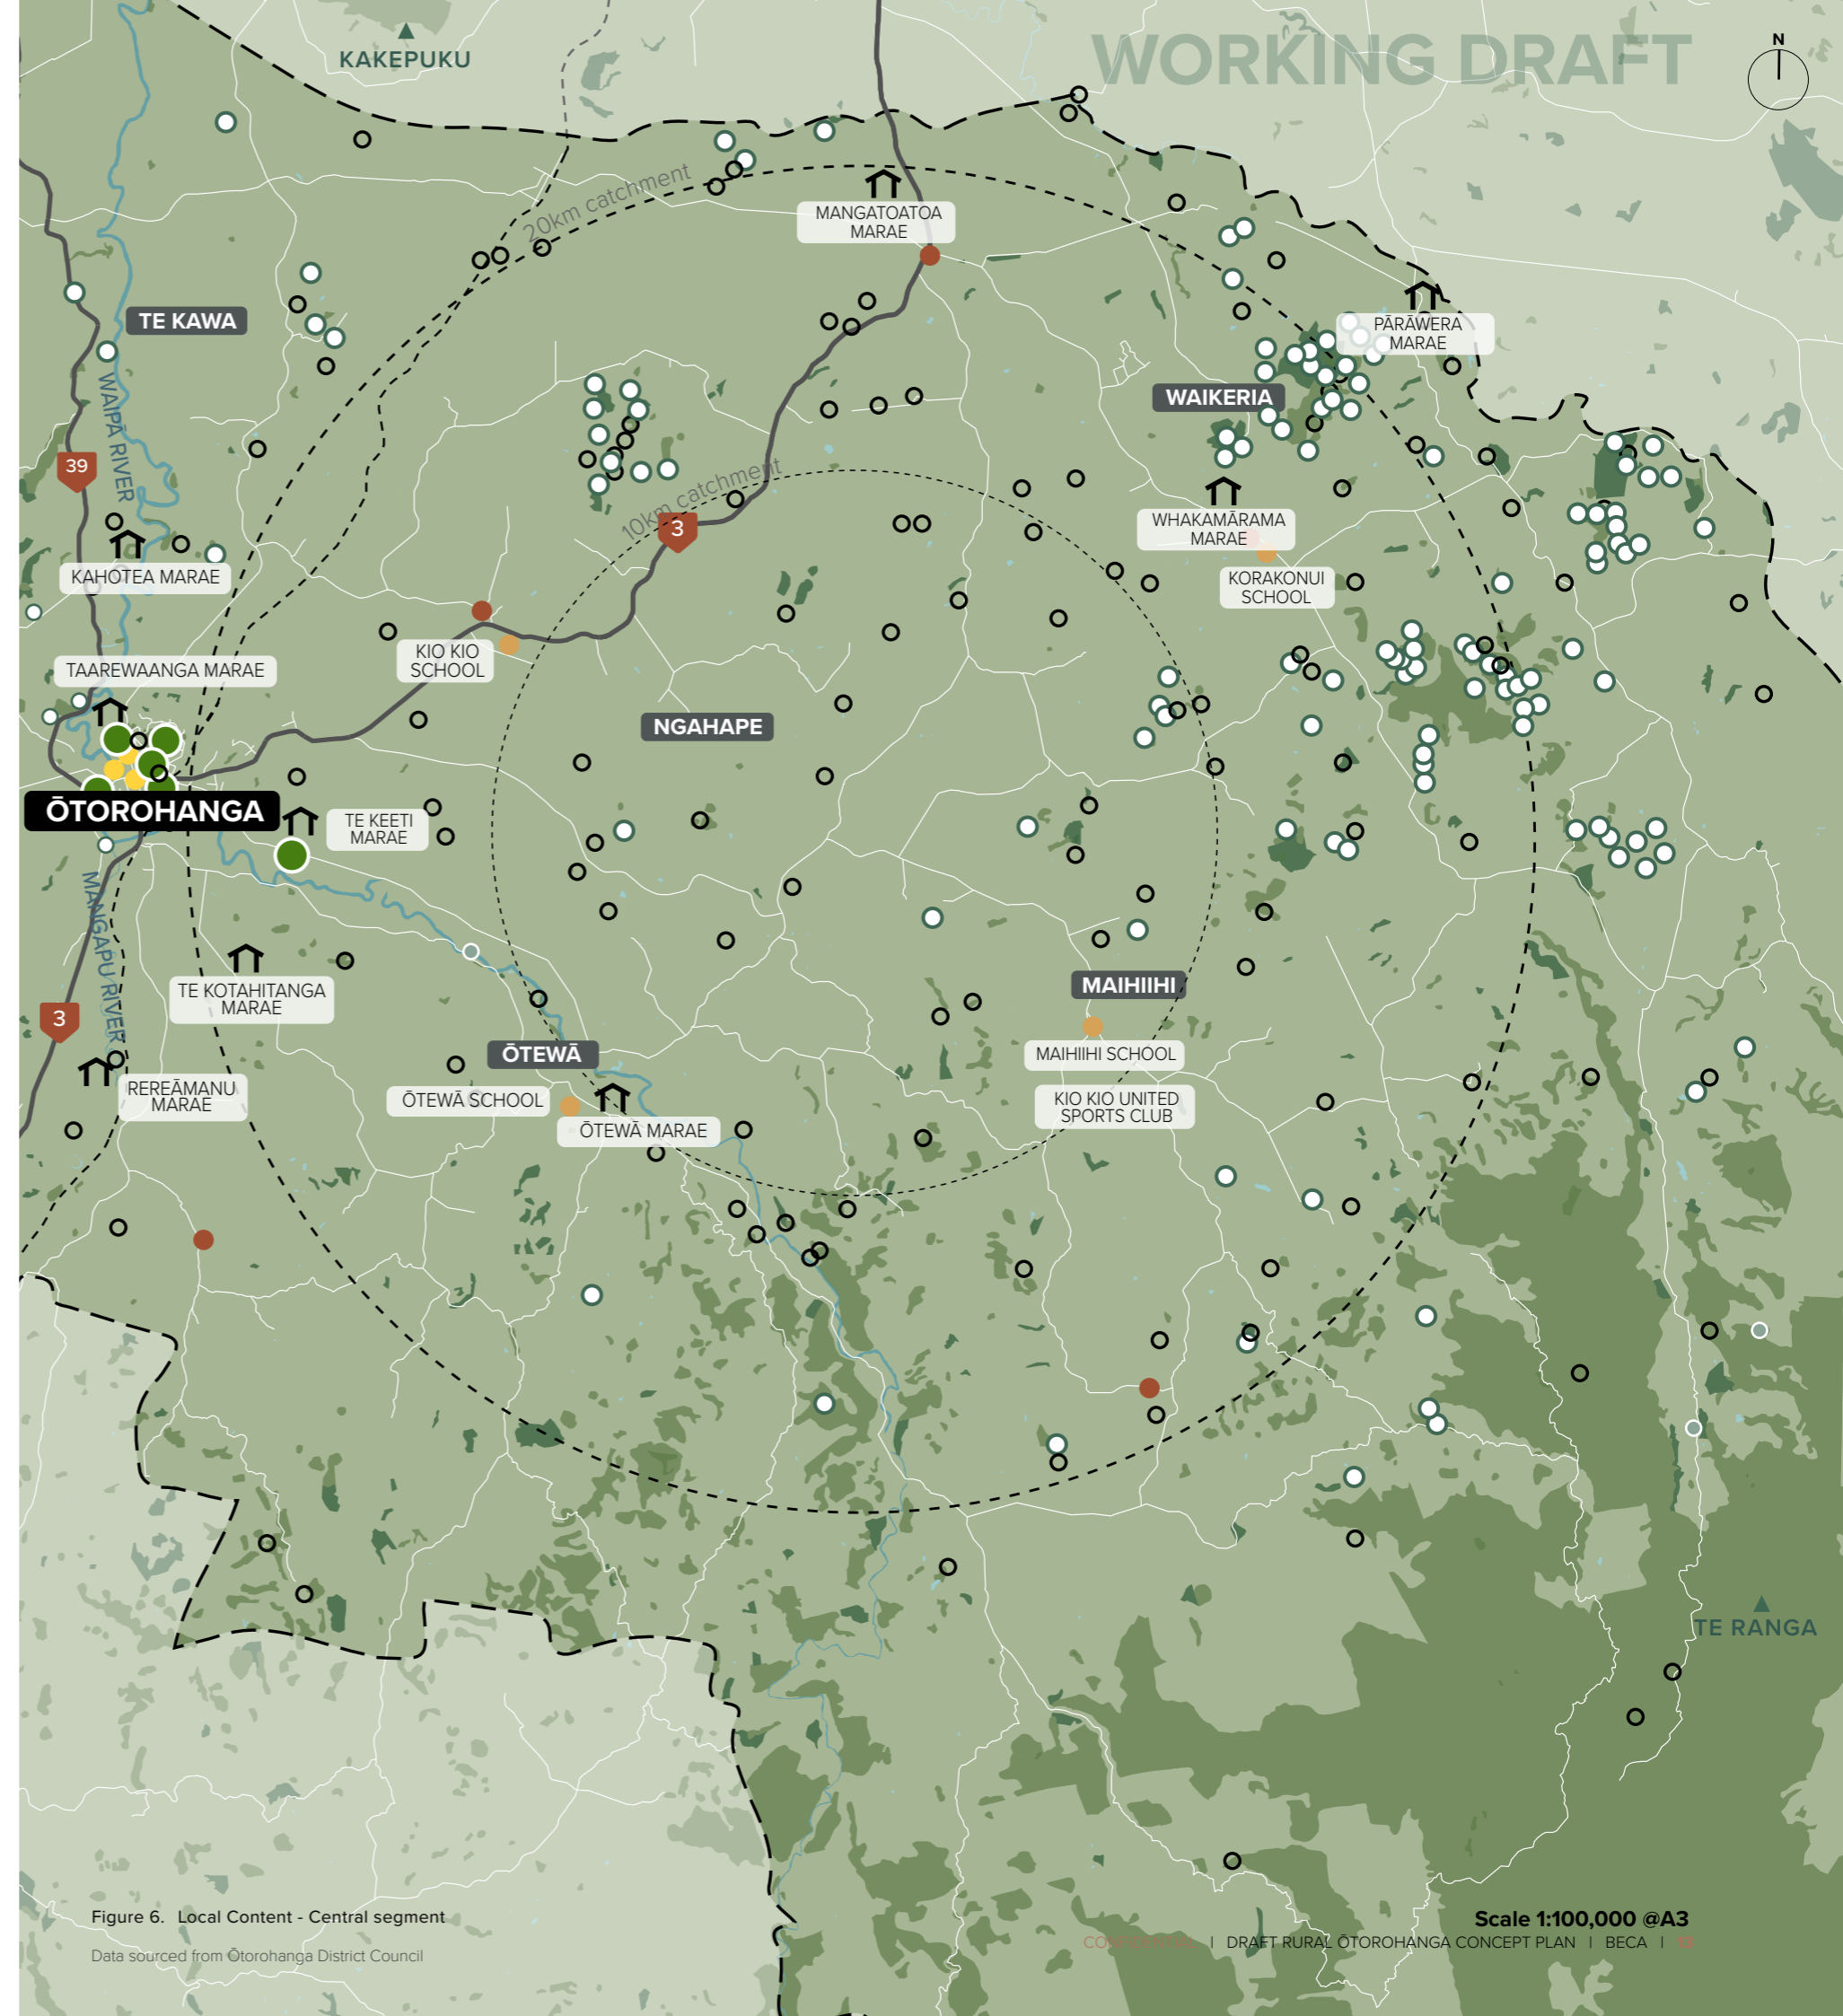 WORKING DRAFT
N
KAKEPUKU
20km catchment
MANGATOATOA
MARAE
TE KAWA
PĀRĀWERA
MARAE
WAIKERIA
WAIPĀ RIVER
39
10km catchment
3
WHAKAMĀRAMA
MARAE
KAHOTEA MARAE
KORAKONUI
SCHOOL
KIO KIO
SCHOOL
TAAREWAANGA MARAE
NGAHAPE
ŌTOROHANGA
TE KEETI
MARAE
MANGAPU RIVER
TE KOTAHITANGA
MARAE
MAIHIIHI
3
ŌTEWĀ
MAIHIIHI SCHOOL
REREĀMANU
MARAE
ŌTEWĀ SCHOOL
KIO KIO UNITED
SPORTS CLUB
ŌTEWĀ MARAE
TE RANGA
Figure 6. Local Content - Central segment
Data sourced from Ōtorohanga District Council
Scale 1:100,000 @A3
| DRAFT RURAL ŌTOROHANGA CONCEPT PLAN | BECA |